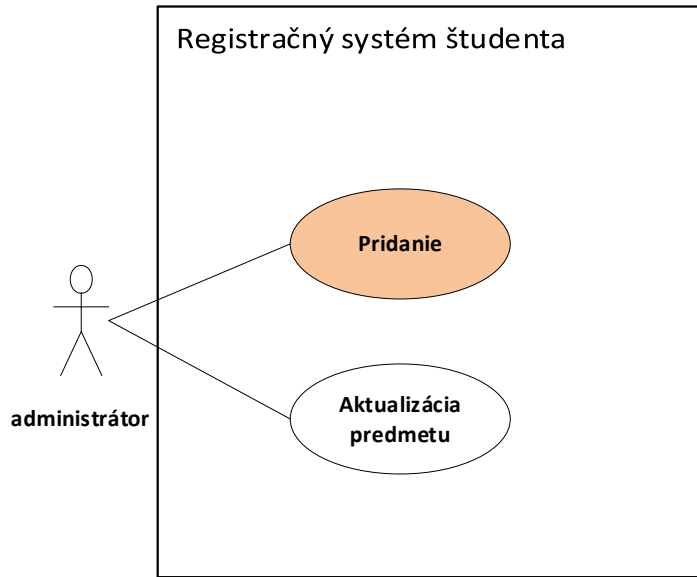 Registračný systém študenta
Pridanie
administrátor
Aktualizácia
predmetu